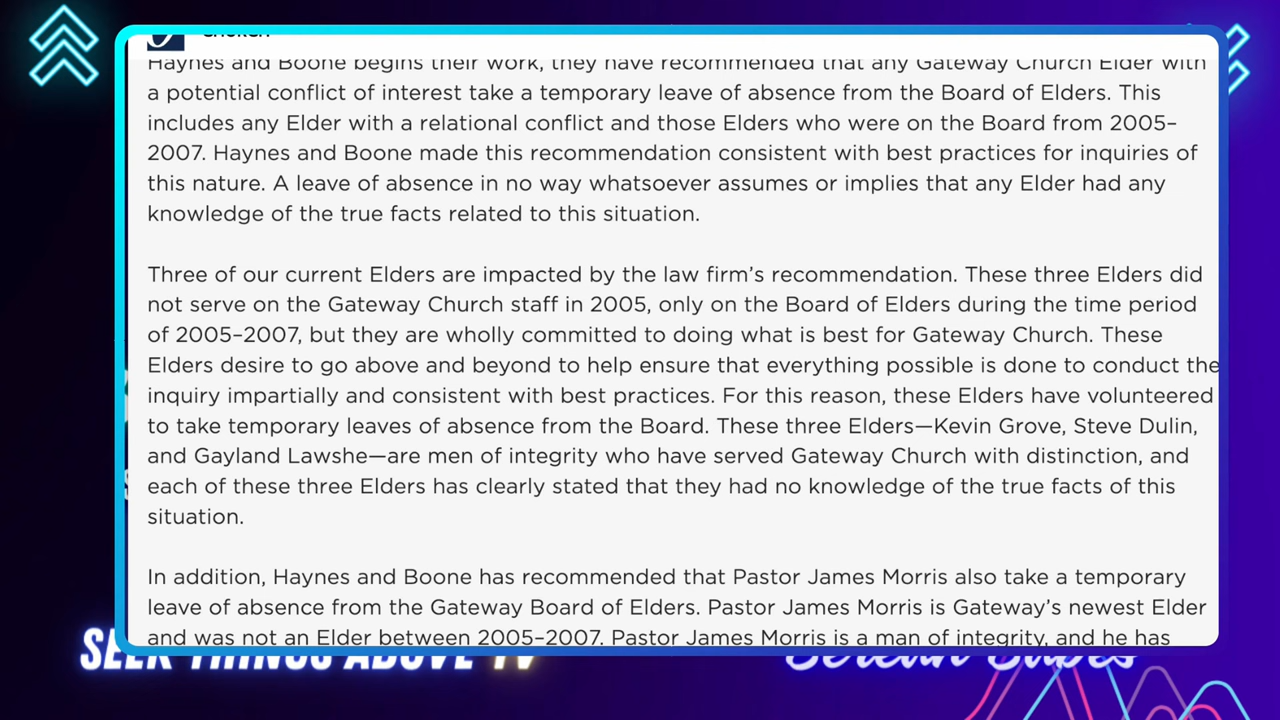 CHURCH
Haynes and Boone begins their work, they have recommended that any Gateway Church Elder with
a potential conflict of interest take a temporary leave of absence from the Board of Elders. This
includes any Elder with a relational conflict and those Elders who were on the Board from 2005–
2007. Haynes and Boone made this recommendation consistent with best practices for inquiries of
this nature. A leave of absence in no way whatsoever assumes or implies that any Elder had any
knowledge of the true facts related to this situation.
Three of our current Elders are impacted by the law firm's recommendation. These three Elders did
not serve on the Gateway Church staff in 2005, only on the Board of Elders during the time period
of 2005–2007, but they are wholly committed to doing what is best for Gateway Church. These
Elders desire to go above and beyond to help ensure that everything possible is done to conduct the
inquiry impartially and consistent with best practices. For this reason, these Elders have volunteered
to take temporary leaves of absence from the Board. These three Elders—Kevin Grove, Steve Dulin,
and Gayland Lawshe—are men of integrity who have served Gateway Church with distinction, and
each of these three Elders has clearly stated that they had no knowledge of the true facts of this
situation.
In addition, Haynes and Boone has recommended that Pastor James Morris also take a temporary
leave of absence from the Gateway Board of Elders. Pastor James Morris is Gateway's newest Elder
and was not an Elder between 2005–2007. Pastor James Morris is a man of integrity, and he has
SEEK THINGS ABOVE TV